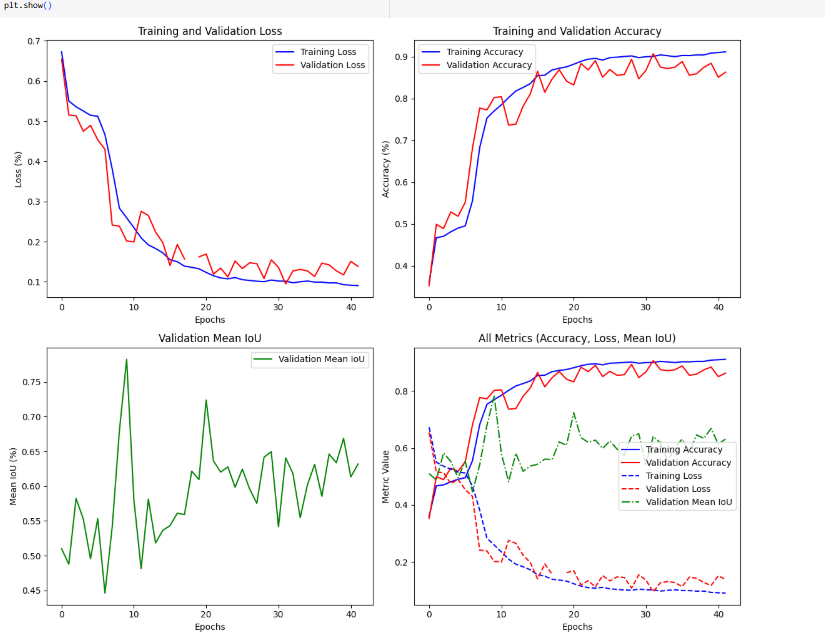 plt.show()
Training and Validation Loss
Training Loss
Validation Loss
Loss (%)
0.7
0.6
0.5
0.4
0.3
0.2
0.1
0
10
20
30
40
Epochs
Training and Validation Accuracy
Training Accuracy
Validation Accuracy
Accuracy (%)
0.9
0.8
0.7
0.6
0.5
0.4
0
10
20
30
40
Epochs
Validation Mean IoU
Validation Mean IoU
Mean IoU (%)
0.75
0.70
0.65
0.60
0.55
0.50
0.45
0
10
20
30
40
Epochs
All Metrics (Accuracy, Loss, Mean IoU)
Training Accuracy
Validation Accuracy
Training Loss
Validation Loss
Validation Mean IoU
Metric Value
0.8
0.6
0.4
0.2
0
10
20
30
40
Epochs